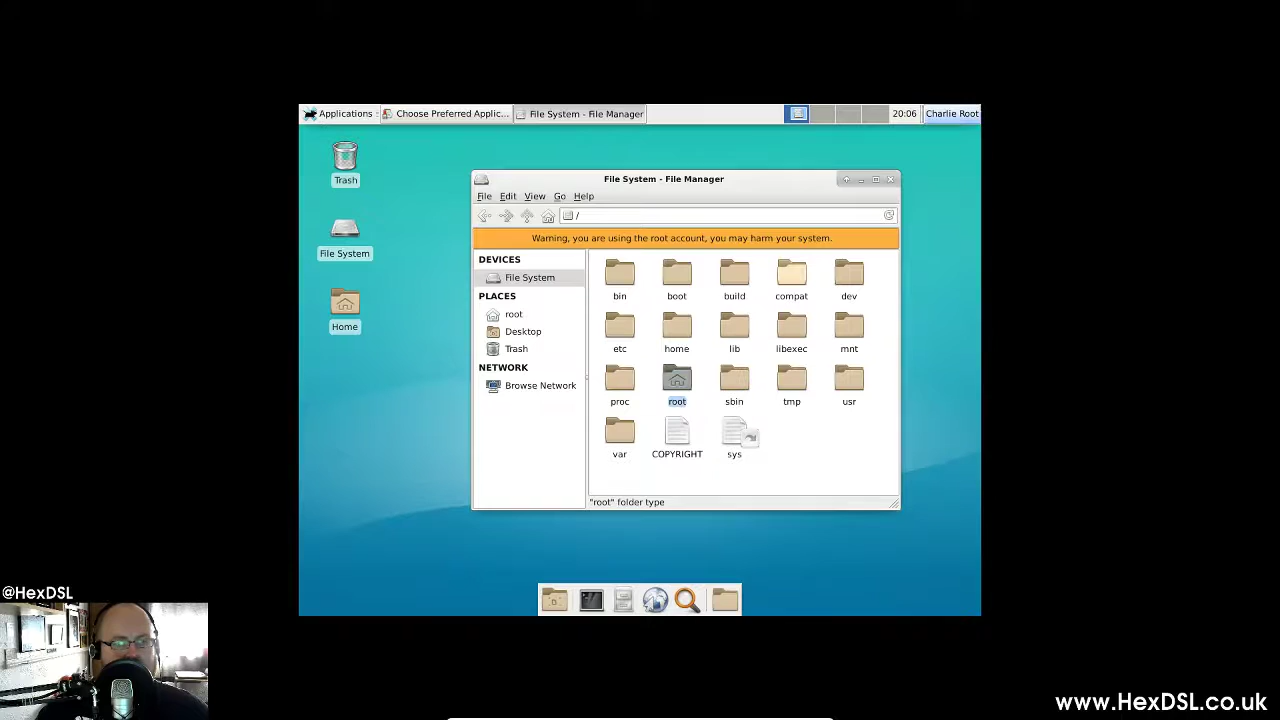 Applications
Choose Preferred Applic...
File System - File Manager
20:06
Charlie Root
Trash
File System
Home
File System - File Manager
File Edit View Go Help
/
Warning, you are using the root account, you may harm your system.
DEVICES
File System
PLACES
root
Desktop
Trash
NETWORK
Browse Network
bin boot build compat dev
etc home lib libexec mnt
proc root sbin tmp usr
var COPYRIGHT sys
"root" folder type
@HexDSL
www.HexDSL.co.uk